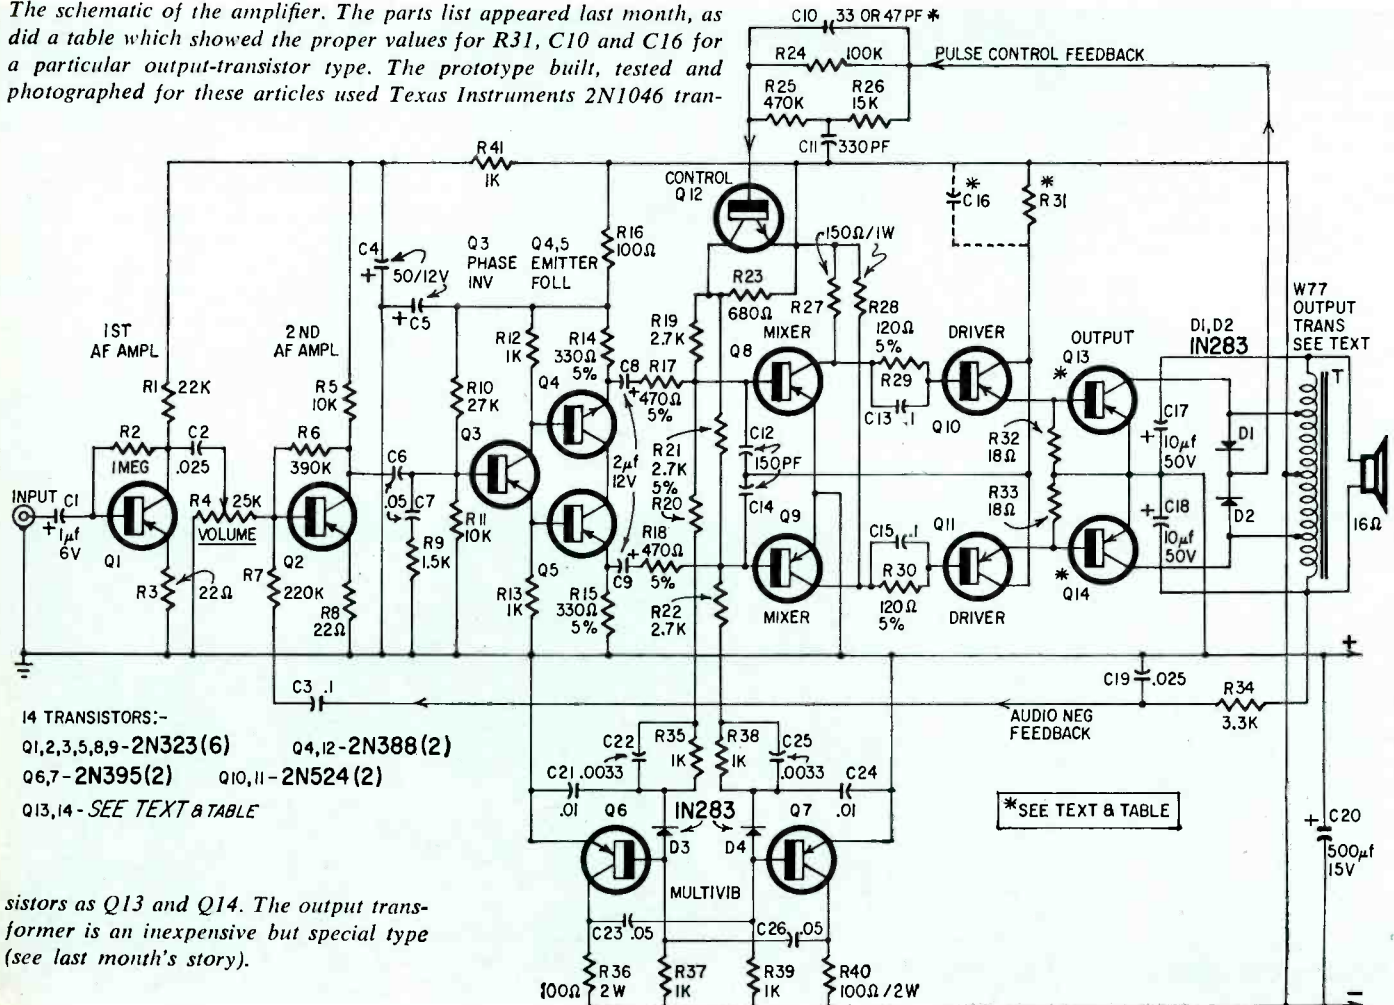 The schematic of the amplifier. The parts list appeared last month, as
did a table which showed the proper values for R31, C10 and C16 for
a particular output-transistor type. The prototype built, tested and
photographed for these articles used Texas Instruments 2N1046 tran-
C10 33 OR 47 PF *
R24 100K
PULSE CONTROL FEEDBACK
R25
470K
R26
15K
C11 330PF
R41
1K
CONTROL
Q12
*
C16
*
R31
150Ω/1W
C4
+
50/12V
+
C5
Q3
PHASE
INV
Q4,5
EMITTER
FOLL
R16
100Ω
R23
680Ω
R27
R28
W77
OUTPUT
TRANS
SEE TEXT
1ST
AF AMPL
2ND
AF AMPL
R12
1K
R14
330Ω
5%
R19
2.7K
MIXER
Q8
120Ω
5%
R29
C13 .1
DRIVER
Q10
OUTPUT
Q13
*
D1,D2
1N283
T
R1 22K
R5
10K
R10
27K
Q4
C8
+
R17
470Ω
5%
R2
1MEG
C2
.025
R6
390K
C6
.05
Q3
2µf
12V
R21
2.7K
5%
R20
C12
150PF
C14
R32
18Ω
C17
+
10µf
50V
D1
INPUT
C1
+
1µf
6V
R4 25K
VOLUME
C7
R11
10K
R9
1.5K
Q9
R33
18Ω
+
C18
10µf
50V
D2
16Ω
Q1
R3
22Ω
R7
220K
Q2
R8
22Ω
Q5
R13
1K
R15
330Ω
5%
C9
+
R18
470Ω
5%
R22
2.7K
MIXER
C15 .1
R30
120Ω
5%
Q11
DRIVER
*
Q14
+
C3 .1
C19 .025
R34
3.3K
AUDIO NEG
FEEDBACK
14 TRANSISTORS:-
Q1,2,3,5,8,9-2N323(6) Q4,12-2N388(2)
Q6,7-2N395(2) Q10,11-2N524(2)
Q13,14-SEE TEXT & TABLE
C22
.0033
R35
1K
R38
1K
C25
.0033
C21
.01
C24
.01
Q6
1N283
D3
D4
Q7
MULTIVIB
*SEE TEXT & TABLE
+
C20
500µf
15V
C23 .05
C26 .05
R36
100Ω 2W
R37
1K
R39
1K
R40
100Ω/2W
−
sistors as Q13 and Q14. The output trans-
former is an inexpensive but special type
(see last month's story).